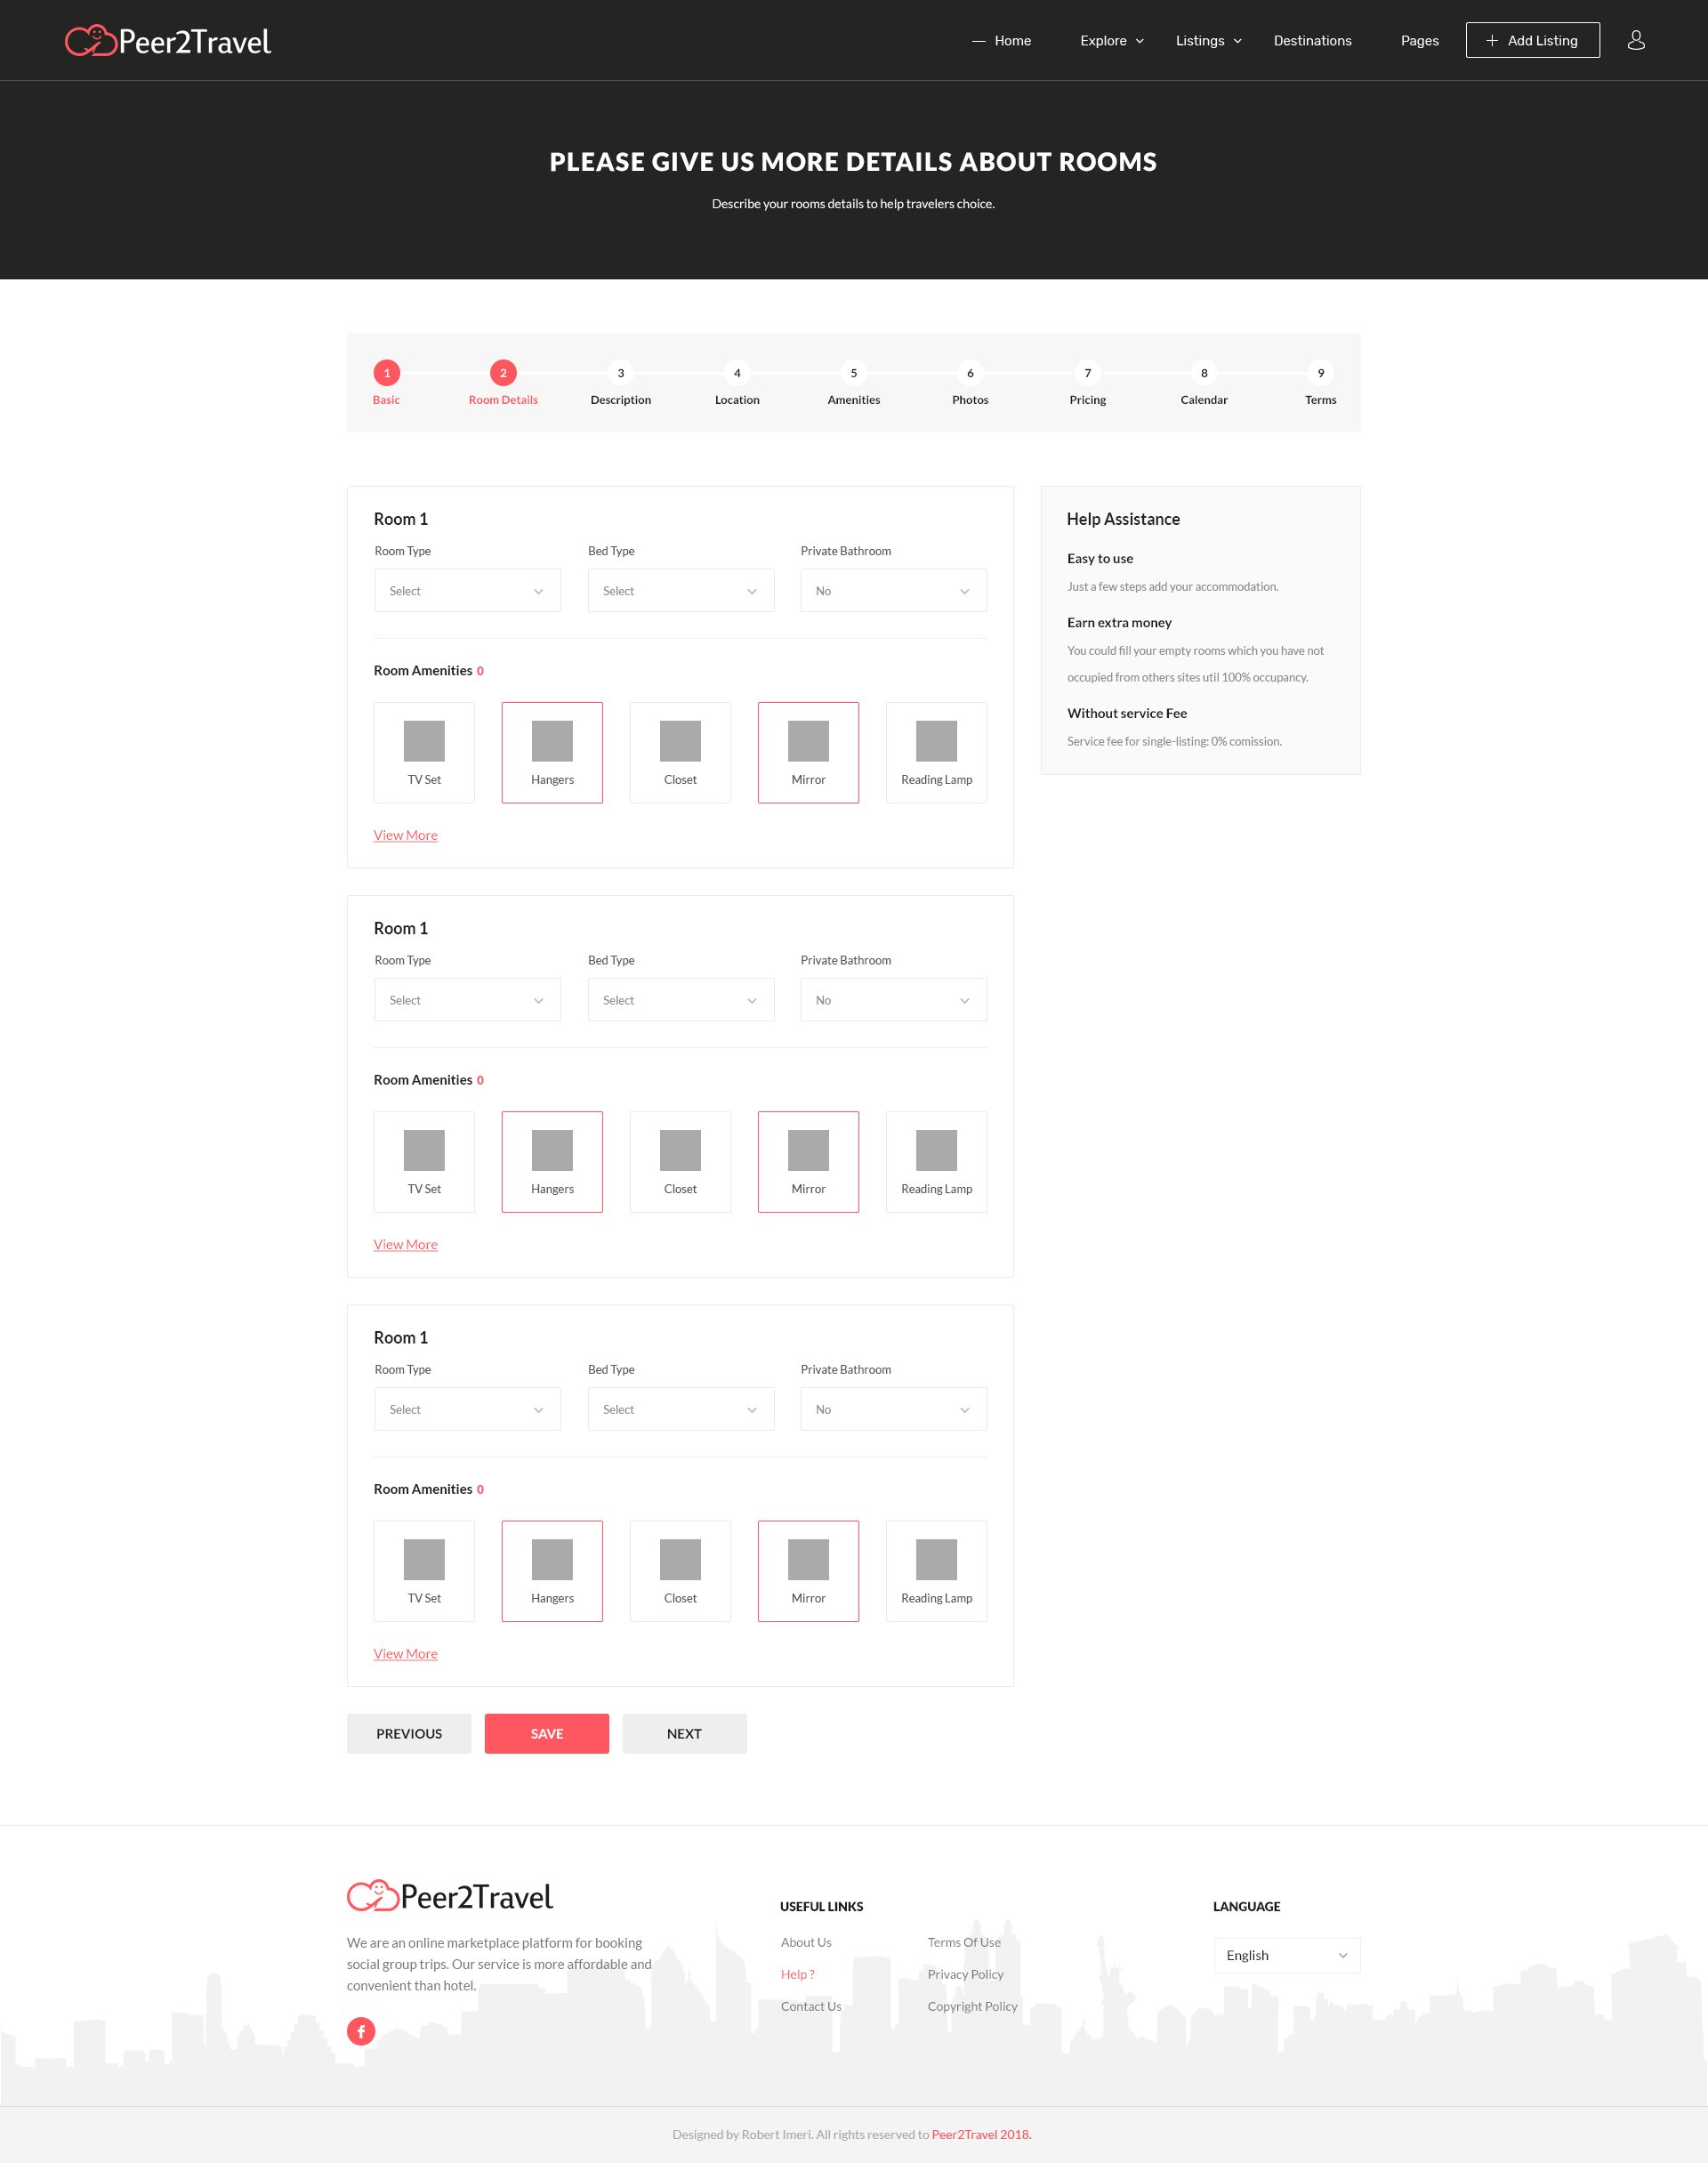 Peer2Travel
Home Explore Listings Destinations Pages Add Listing
PLEASE GIVE US MORE DETAILS ABOUT ROOMS
Describe your rooms details to help travelers choice.
1 2 3 4 5 6 7 8 9
Basic Room Details Description Location Amenities Photos Pricing Calendar Terms
Room 1
Room Type Bed Type Private Bathroom
Select Select No
Room Amenities 0
TV Set Hangers Closet Mirror Reading Lamp
View More
Help Assistance
Easy to use
Just a few steps add your accommodation.
Earn extra money
You could fill your empty rooms which you have not
occupied from others sites util 100% occupancy.
Without service Fee
Service fee for single-listing: 0% comission.
Room 1
Room Type Bed Type Private Bathroom
Select Select No
Room Amenities 0
TV Set Hangers Closet Mirror Reading Lamp
View More
Room 1
Room Type Bed Type Private Bathroom
Select Select No
Room Amenities 0
TV Set Hangers Closet Mirror Reading Lamp
View More
PREVIOUS SAVE NEXT
Peer2Travel
We are an online marketplace platform for booking
social group trips. Our service is more affordable and
convenient than hotel.
USEFUL LINKS
About Us Terms Of Use
Help ? Privacy Policy
Contact Us Copyright Policy
LANGUAGE
English
Designed by Robert Imeri. All rights reserved to Peer2Travel 2018.